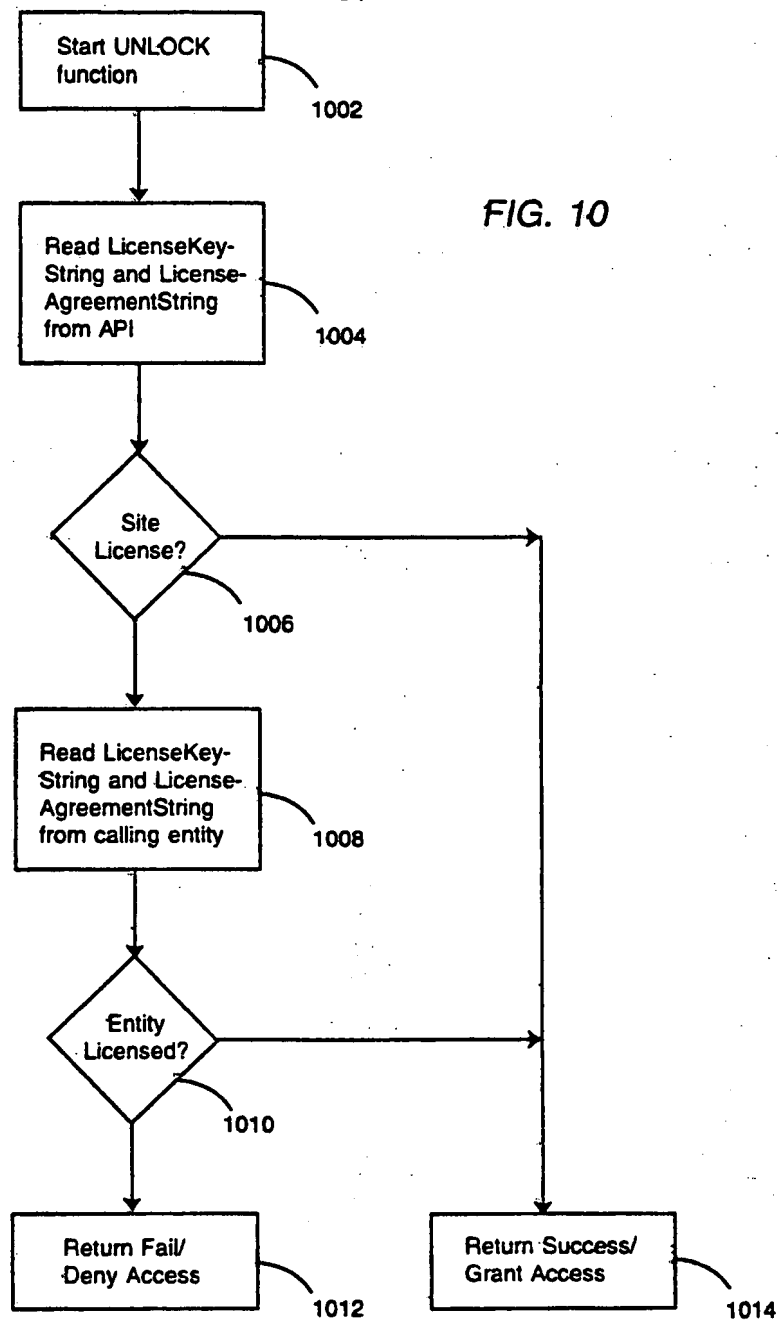 Start UNLOCK
function
1002
FIG. 10
Read LicenseKey-
String and License-
AgreementString
from API
1004
Site
License?
1006
Read LicenseKey-
String and License-
AgreementString
from calling entity
1008
Entity
Licensed?
1010
Return Fail/
Deny Access
1012
Return Success/
Grant Access
1014